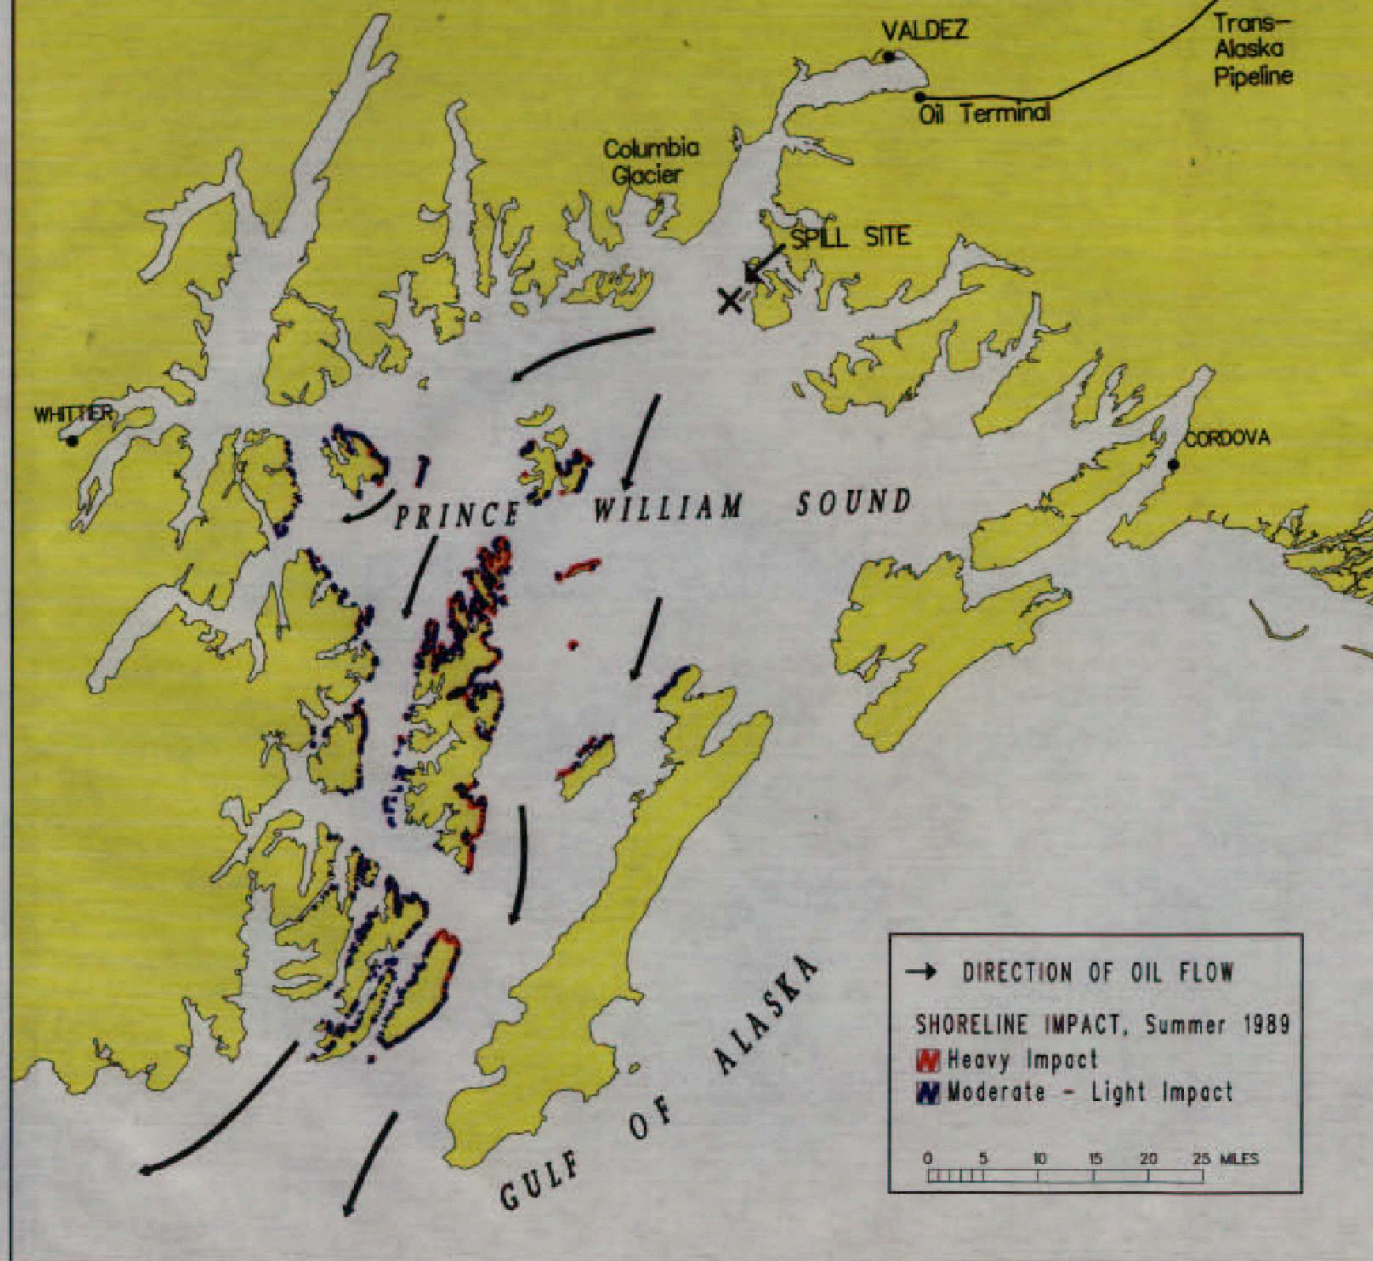 VALDEZ
Trans-
Alaska
Pipeline
Oil Terminal
Columbia
Glacier
SPILL SITE
WHITTIER
CORDOVA
PRINCE WILLIAM SOUND
GULF OF ALASKA
→ DIRECTION OF OIL FLOW
SHORELINE IMPACT, Summer 1989
Heavy Impact
Moderate - Light Impact
0 5 10 15 20 25 MILES